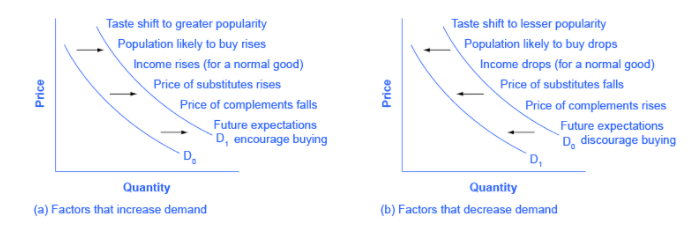 Taste shift to greater popularity
Population likely to buy rises
Income rises (for a normal good)
Price of substitutes rises
Price of complements falls
Future expectations
D1 encourage buying
D0
Price
Quantity
(a) Factors that increase demand
Taste shift to lesser popularity
Population likely to buy drops
Income drops (for a normal good)
Price of substitutes falls
Price of complements rises
Future expectations
D0 discourage buying
D1
Price
Quantity
(b) Factors that decrease demand